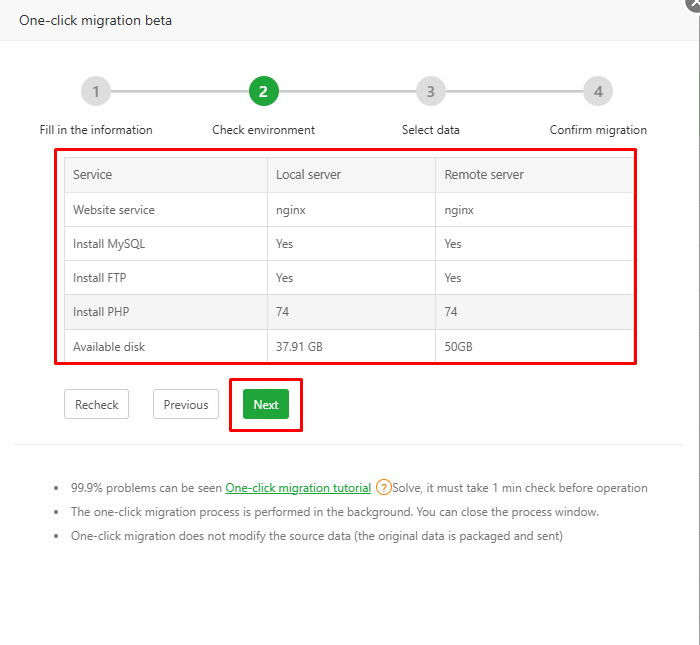 One-click migration beta
1 2 3 4
Fill in the information Check environment Select data Confirm migration
Service Local server Remote server
Website service nginx nginx
Install MySQL Yes Yes
Install FTP Yes Yes
Install PHP 74 74
Available disk 37.91 GB 50GB
Recheck Previous Next
• 99.9% problems can be seen One-click migration tutorial ?Solve, it must take 1 min check before operation
• The one-click migration process is performed in the background. You can close the process window.
• One-click migration does not modify the source data (the original data is packaged and sent)